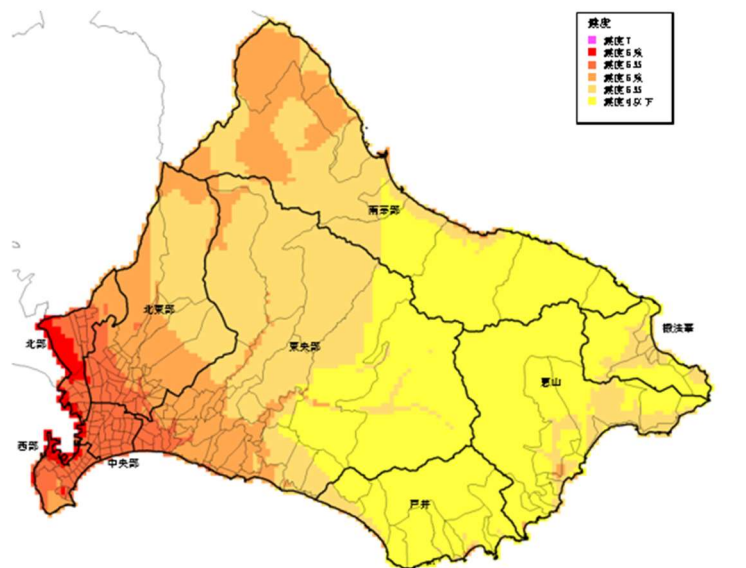 震度
震度7
震度6強
震度6弱
震度5強
震度5弱
震度4以下
南茅部
北東部
東央部
北部
椴法華
恵山
西部
中央部
戸井